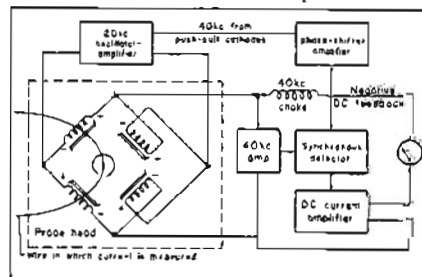 20kc
oscillator-
amplifier
40kc from
push-pull cathodes
phase-shifter
amplifier
40kc
choke
Negative
DC feedback
40kc
amp
Synchronous
detector
DC current
amplifier
Probe head
wire in which current is measured